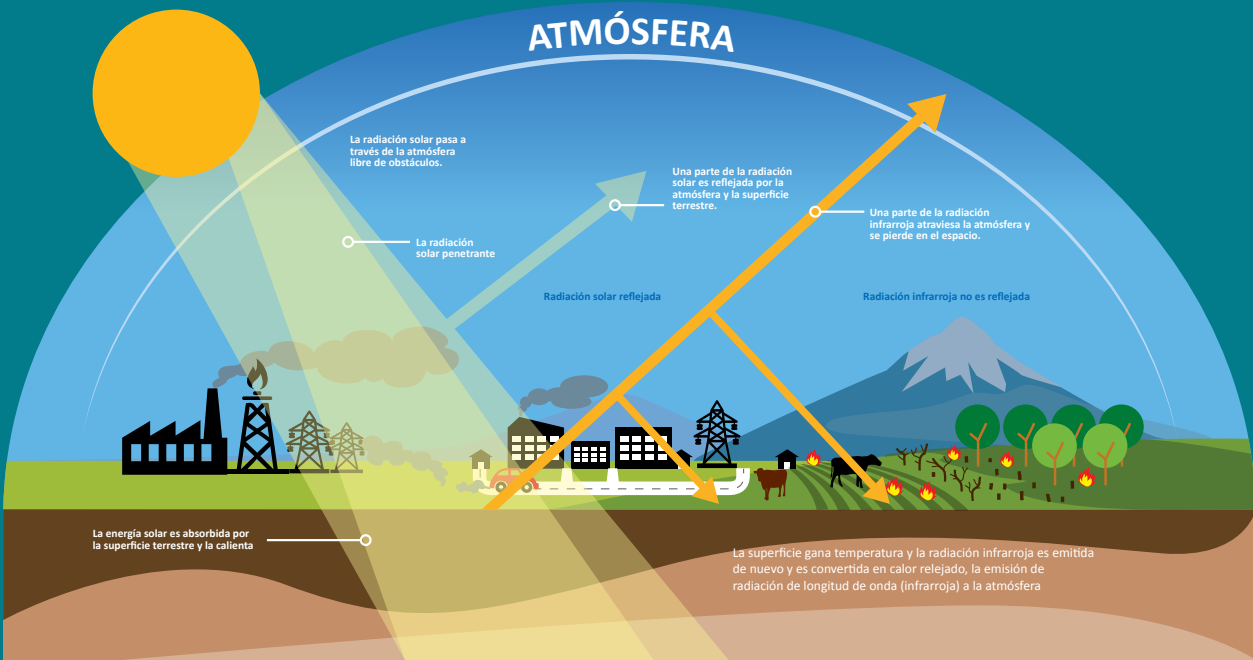 ATMÓSFERA
La radiación solar pasa a
través de la atmósfera
libre de obstáculos.
Una parte de la radiación
solar es reflejada por la
atmósfera y la superficie
terrestre.
Una parte de la radiación
infrarroja atraviesa la atmósfera y
se pierde en el espacio.
La radiación
solar penetrante
Radiación solar reflejada
Radiación infrarroja no es reflejada
La energía solar es absorbida por
la superficie terrestre y la calienta
La superficie gana temperatura y la radiación infrarroja es emitida
de nuevo y es convertida en calor relejado, la emisión de
radiación de longitud de onda (infrarroja) a la atmósfera